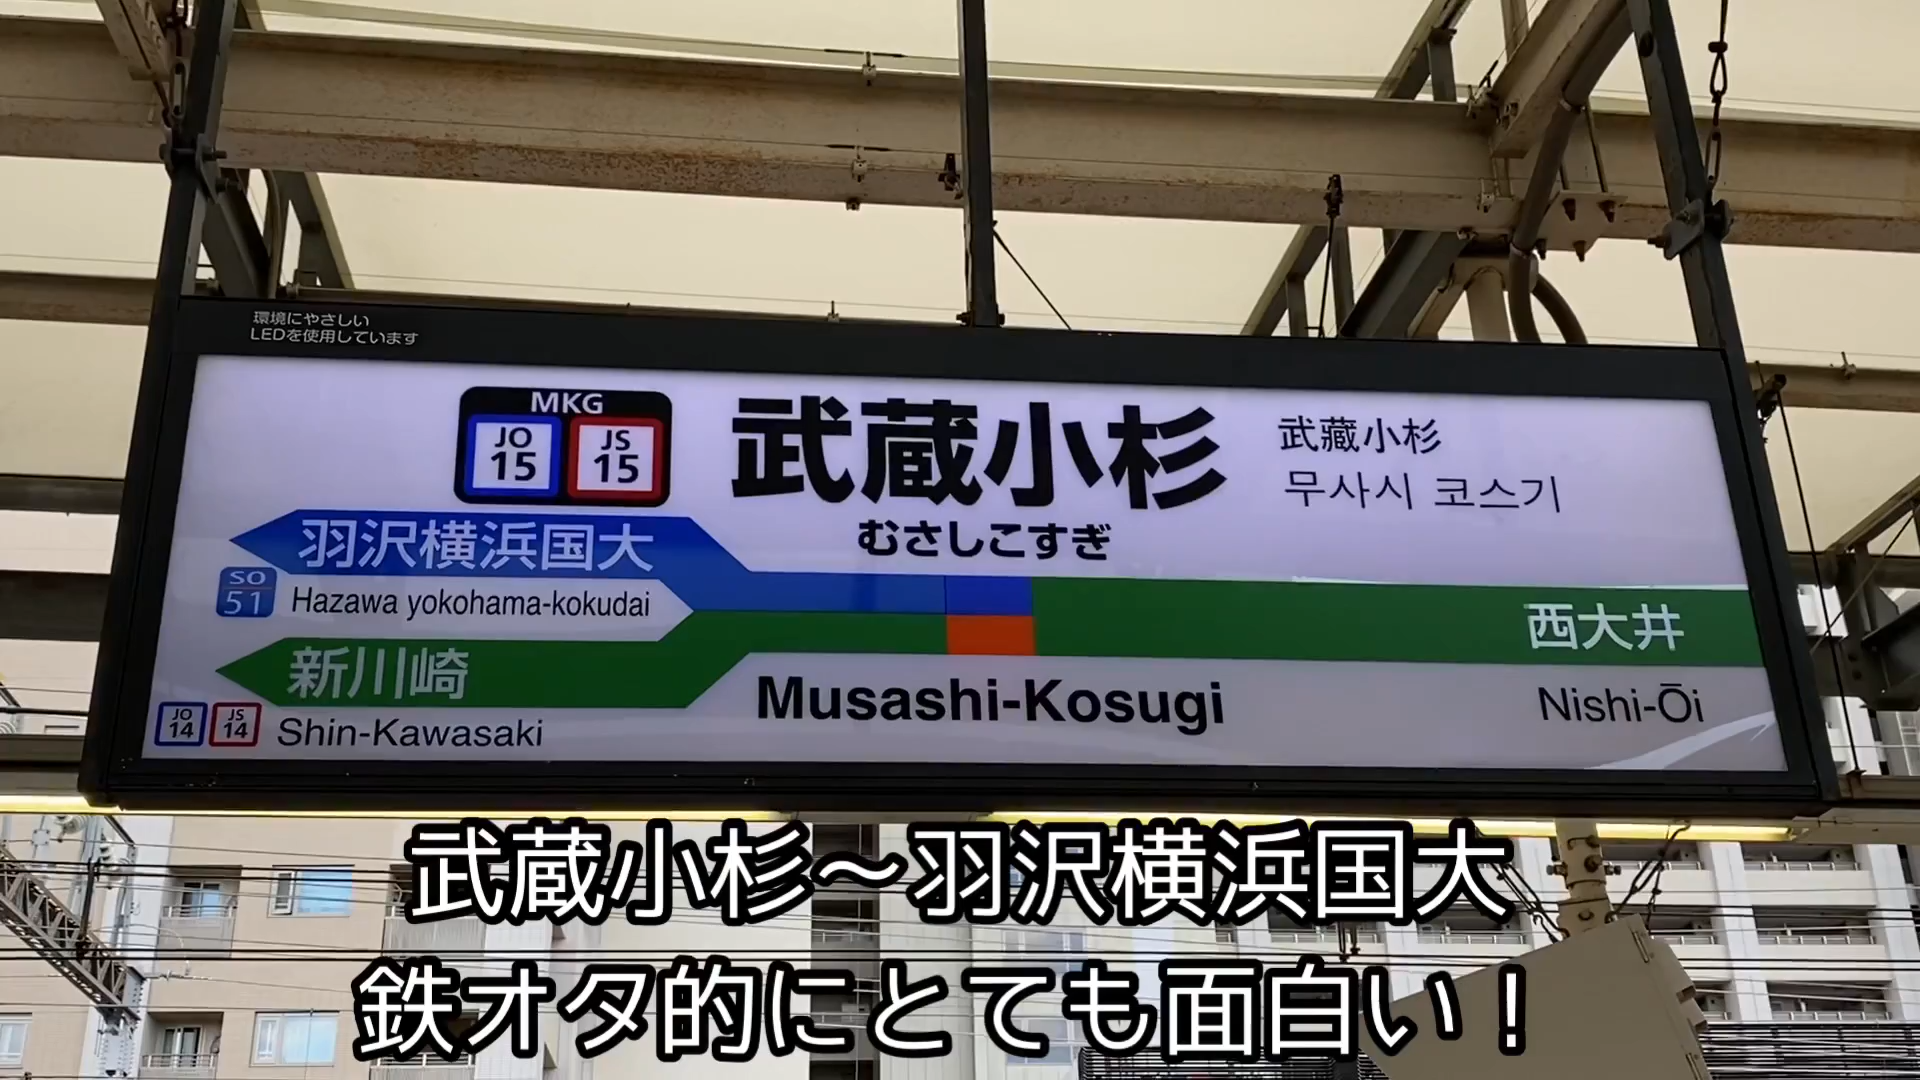 環境にやさしい
LEDを使用しています
MKG
JO
15
JS
15
武蔵小杉
むさしこすぎ
武藏小杉
무사시 코스기
羽沢横浜国大
SO
51
Hazawa yokohama-kokudai
新川崎
JO
14
JS
14
Shin-Kawasaki
Musashi-Kosugi
西大井
Nishi-Ōi
武蔵小杉～羽沢横浜国大
鉄オタ的にとても面白い！